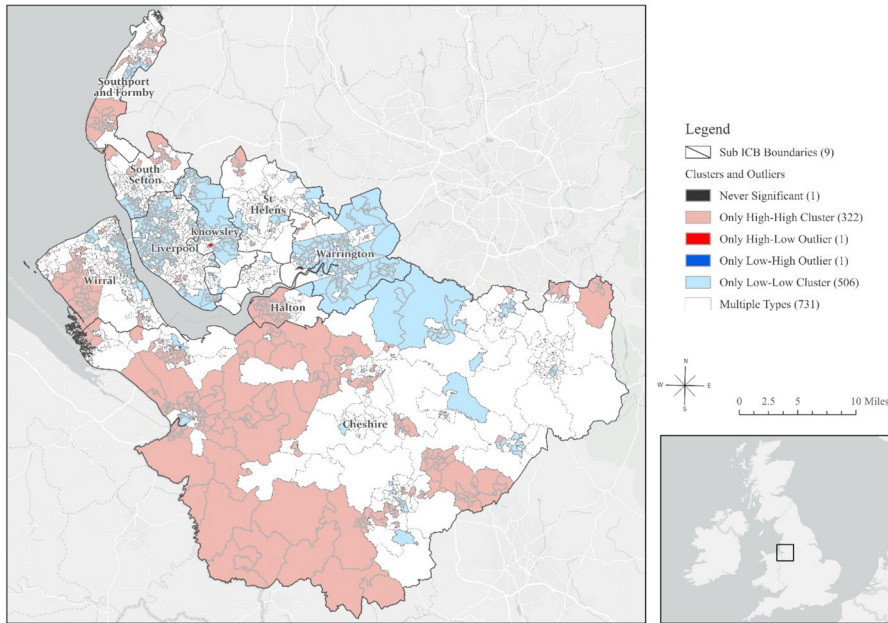 Southport
and Formby
South
Sefton
St
Helens
Knowsley
Liverpool
Warrington
Wirral
Halton
Cheshire
Legend
Sub ICB Boundaries (9)
Clusters and Outliers
Never Significant (1)
Only High-High Cluster (322)
Only High-Low Outlier (1)
Only Low-High Outlier (1)
Only Low-Low Cluster (506)
Multiple Types (731)
N
W E
S
0 2.5 5 10 Miles